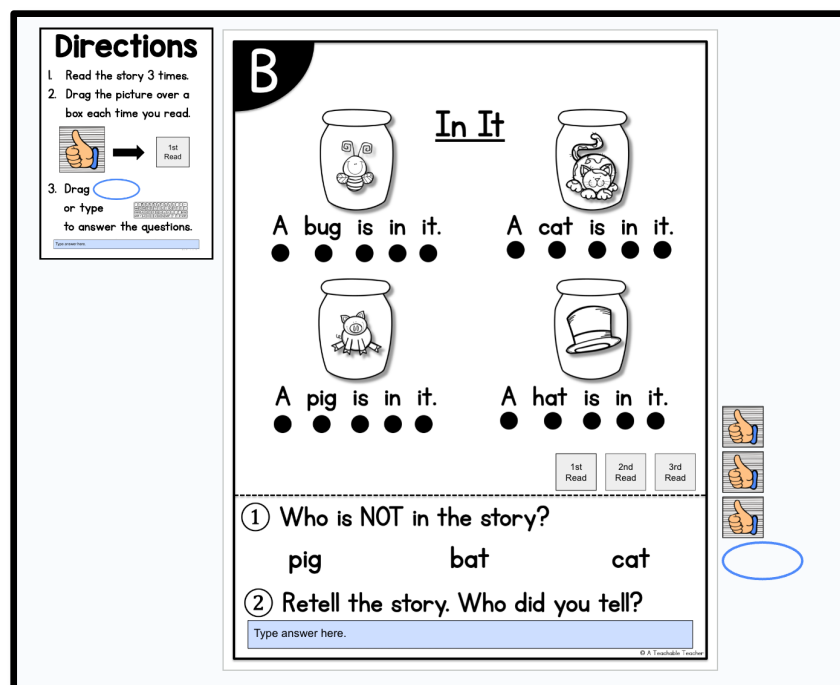 Directions
1. Read the story 3 times.
2. Drag the picture over a
box each time you read.
1st
Read
3. Drag
or type
to answer the questions.
Type answer here.
B
In It
A bug is in it.
A cat is in it.
A pig is in it.
A hat is in it.
1st
Read
2nd
Read
3rd
Read
1 Who is NOT in the story?
pig bat cat
2 Retell the story. Who did you tell?
Type answer here.
© A Teachable Teacher